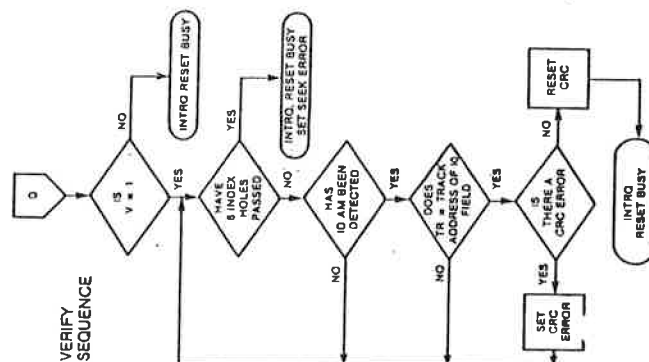 VERIFY
SEQUENCE
D
IS
V = 1
NO
INTRQ RESET BUSY
YES
HAVE
5 INDEX
HOLES
PASSED
YES
INTRQ, RESET BUSY
SET SEEK ERROR
NO
HAS
ID AM BEEN
DETECTED
NO
YES
DOES
TR = TRACK
ADDRESS OF ID
FIELD
NO
YES
IS
THERE A
CRC ERROR
YES
NO
SET
CRC
ERROR
RESET
CRC
INTRQ
RESET BUSY